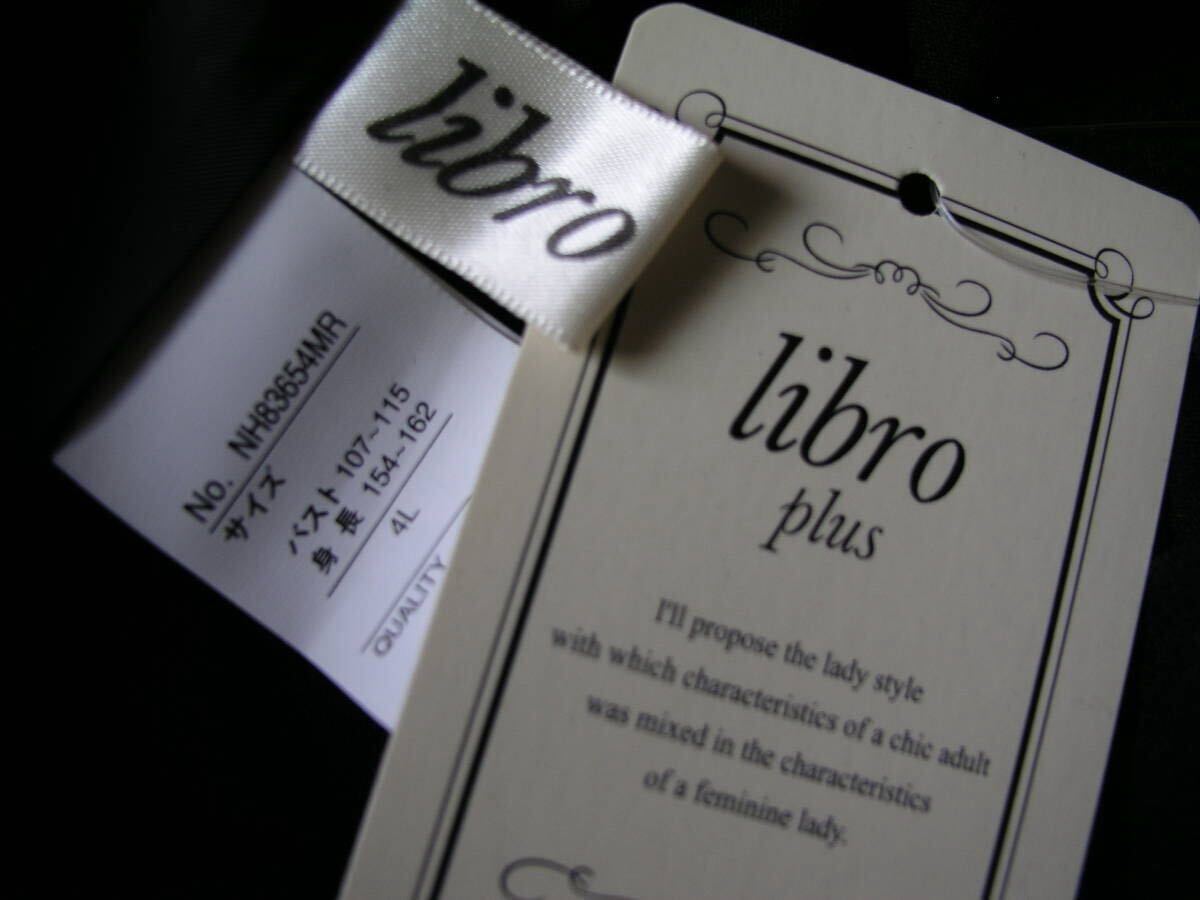 libro
No. NH83654MR
サイズ
バスト 107~115
身 長 154~162
4L
QUALITY
libro
plus
I'll propose the lady style
with which characteristics of a chic adult
was mixed in the characteristics
of a feminine lady.